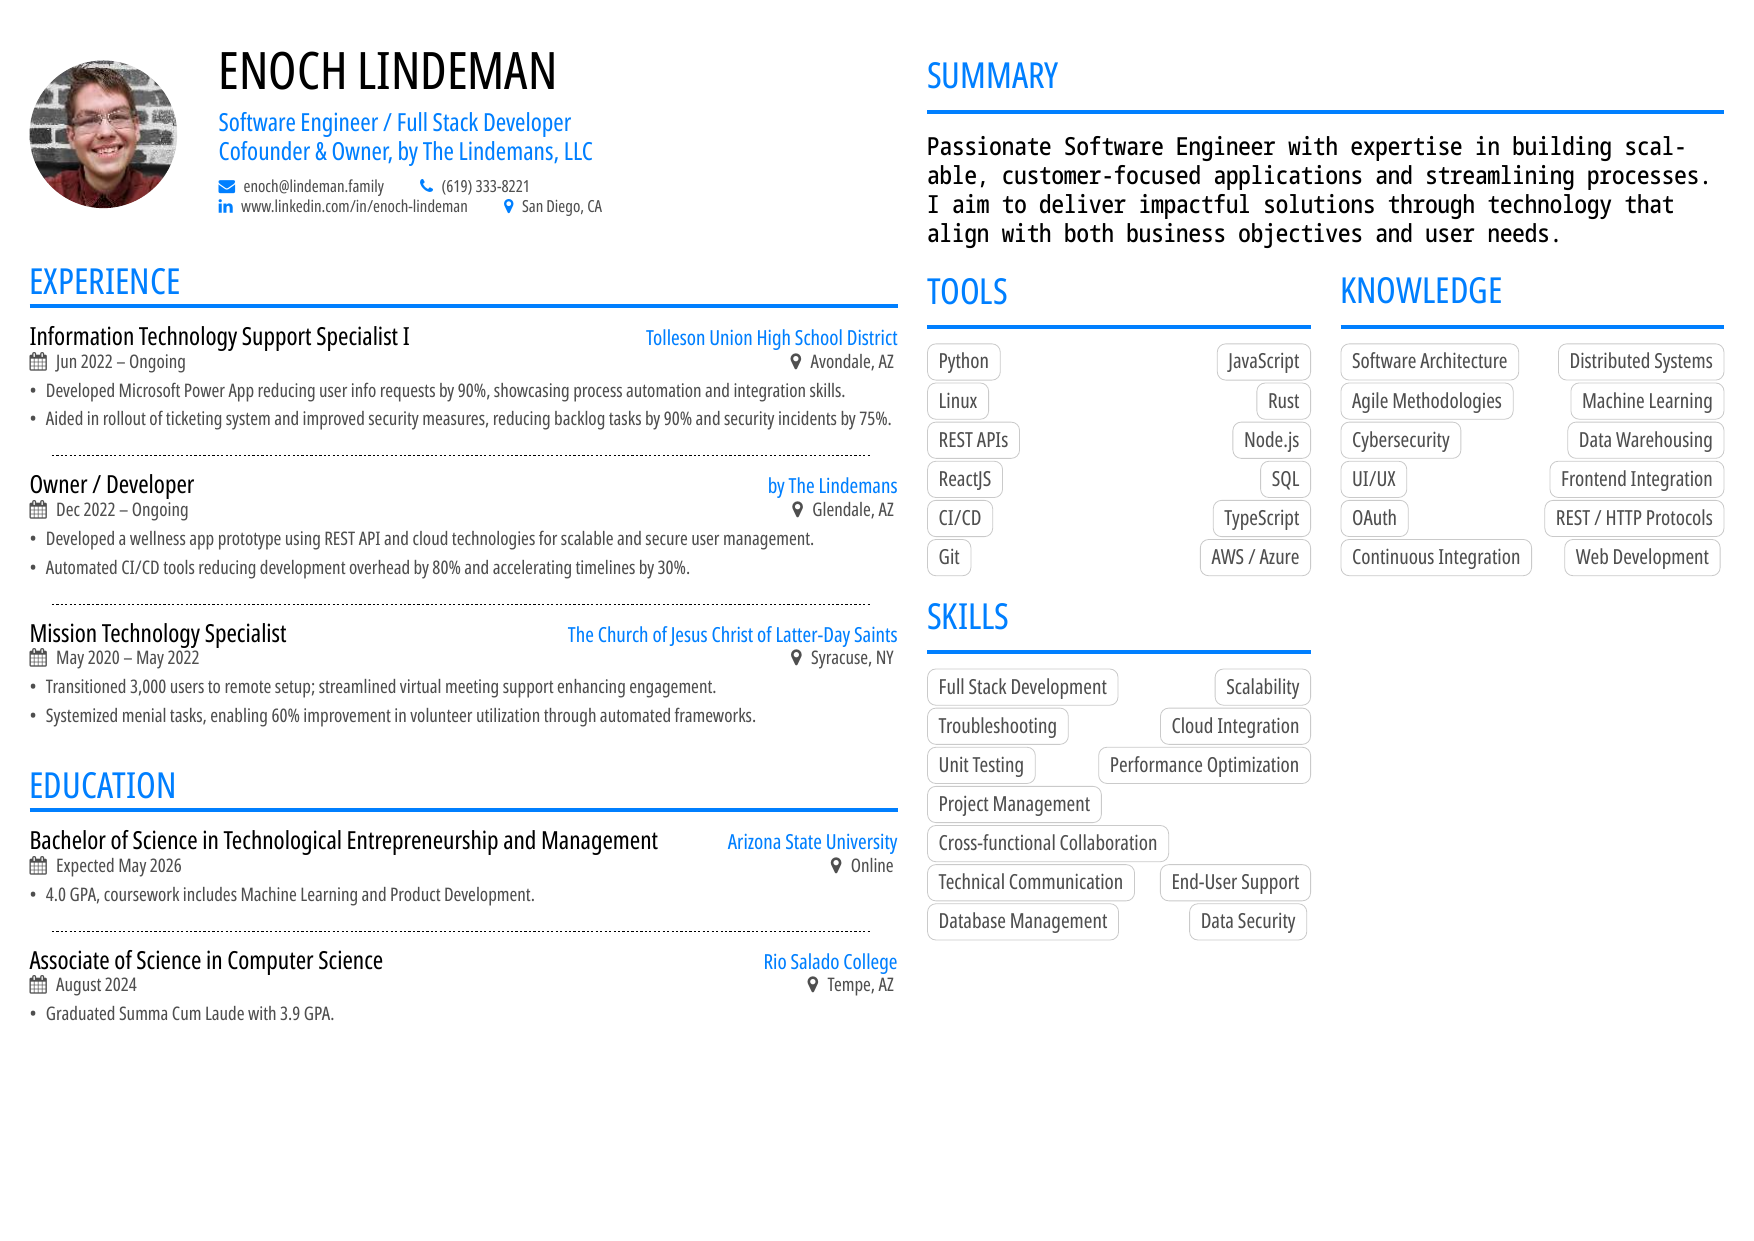 ENOCH LINDEMAN
Software Engineer / Full Stack Developer
Cofounder & Owner, by The Lindemans, LLC
enoch@lindeman.family (619) 333-8221
www.linkedin.com/in/enoch-lindeman San Diego, CA
EXPERIENCE
Information Technology Support Specialist I Tolleson Union High School District
Jun 2022 – Ongoing Avondale, AZ
• Developed Microsoft Power App reducing user info requests by 90%, showcasing process automation and integration skills.
• Aided in rollout of ticketing system and improved security measures, reducing backlog tasks by 90% and security incidents by 75%.
Owner / Developer by The Lindemans
Dec 2022 – Ongoing Glendale, AZ
• Developed a wellness app prototype using REST API and cloud technologies for scalable and secure user management.
• Automated CI/CD tools reducing development overhead by 80% and accelerating timelines by 30%.
Mission Technology Specialist The Church of Jesus Christ of Latter-Day Saints
May 2020 – May 2022 Syracuse, NY
• Transitioned 3,000 users to remote setup; streamlined virtual meeting support enhancing engagement.
• Systemized menial tasks, enabling 60% improvement in volunteer utilization through automated frameworks.
EDUCATION
Bachelor of Science in Technological Entrepreneurship and Management Arizona State University
Expected May 2026 Online
• 4.0 GPA, coursework includes Machine Learning and Product Development.
Associate of Science in Computer Science Rio Salado College
August 2024 Tempe, AZ
• Graduated Summa Cum Laude with 3.9 GPA.
SUMMARY
Passionate Software Engineer with expertise in building scal-
able, customer-focused applications and streamlining processes.
I aim to deliver impactful solutions through technology that
align with both business objectives and user needs.
TOOLS
Python JavaScript
Linux Rust
REST APIs Node.js
ReactJS SQL
CI/CD TypeScript
Git AWS / Azure
KNOWLEDGE
Software Architecture Distributed Systems
Agile Methodologies Machine Learning
Cybersecurity Data Warehousing
UI/UX Frontend Integration
OAuth REST / HTTP Protocols
Continuous Integration Web Development
SKILLS
Full Stack Development Scalability
Troubleshooting Cloud Integration
Unit Testing Performance Optimization
Project Management
Cross-functional Collaboration
Technical Communication End-User Support
Database Management Data Security